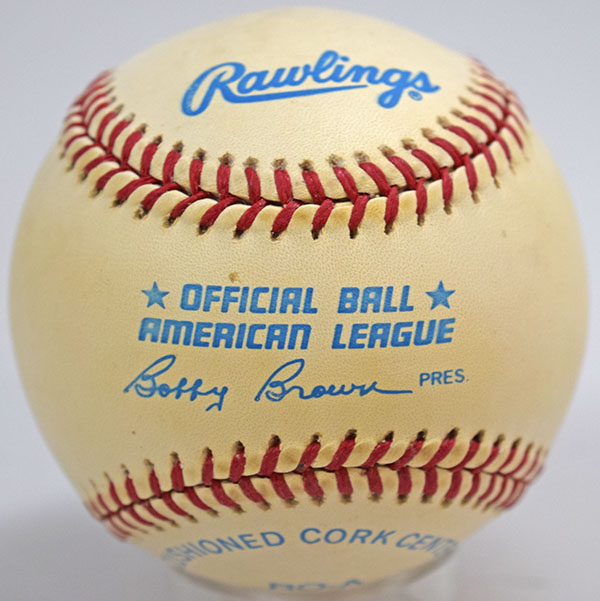 Rawlings®
★ OFFICIAL BALL ★
AMERICAN LEAGUE
Bobby Brown PRES.
CORK